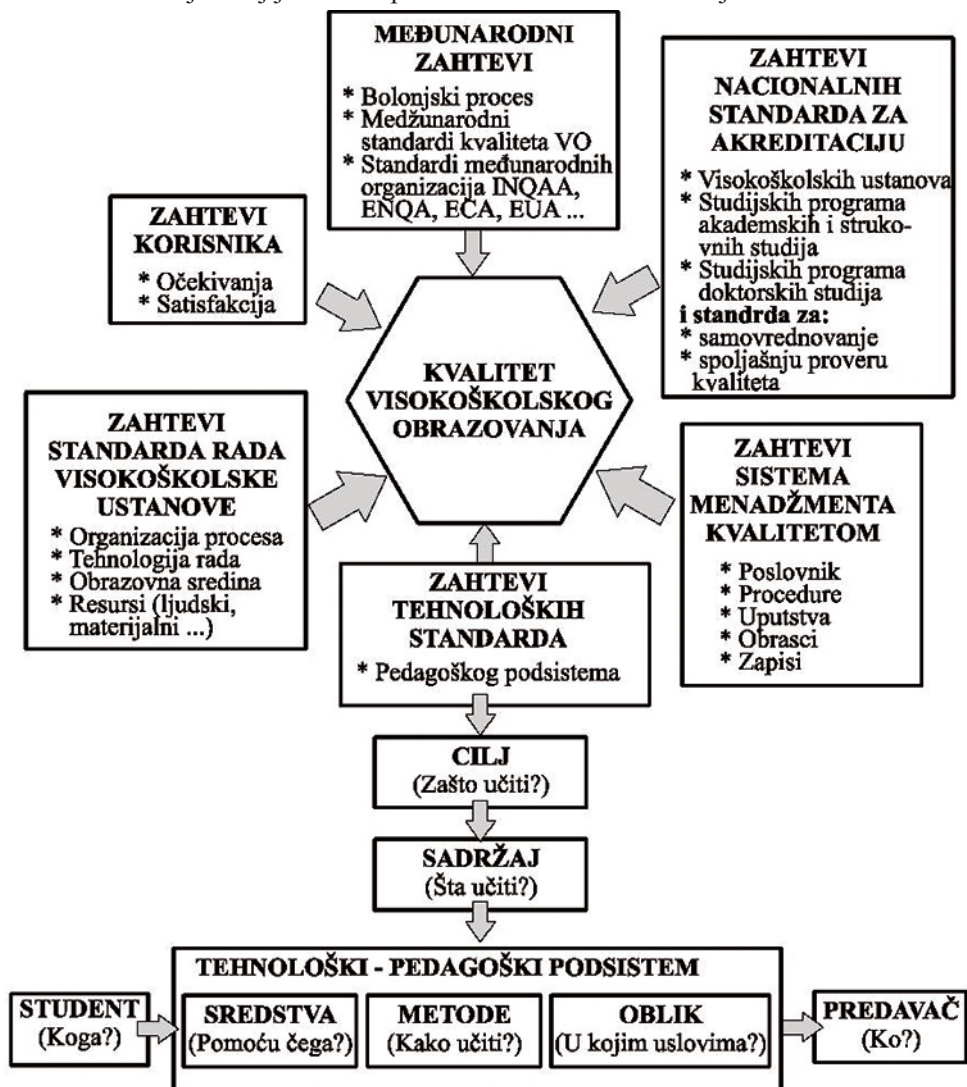 MEĐUNARODNI
ZAHTEVI
* Bolonjski proces
* Medžunarodni
standardi kvaliteta VO
* Standardi međunarodnih
organizacija INQAA,
ENQA, ECA, EUA ...
ZAHTEVI
NACIONALNIH
STANDARDA ZA
AKREDITACIJU
* Visokoškolskih ustanova
* Studijskih programa
akademskih i struko-
vnih studija
* Studijskih programa
doktorskih studija
i standrda za:
* samovrednovanje
* spoljašnju proveru
kvaliteta
ZAHTEVI
KORISNIKA
* Očekivanja
* Satisfakcija
KVALITET
VISOKOŠKOLSKOG
OBRAZOVANJA
ZAHTEVI
STANDARDA RADA
VISOKOŠKOLSKE
USTANOVE
* Organizacija procesa
* Tehnologija rada
* Obrazovna sredina
* Resursi (ljudski,
materijalni ...)
ZAHTEVI
SISTEMA
MENADŽMENTA
KVALITETOM
* Poslovnik
* Procedure
* Uputstva
* Obrasci
* Zapisi
ZAHTEVI
TEHNOLOŠKIH
STANDARDA
* Pedagoškog podsistema
CILJ
(Zašto učiti?)
SADRŽAJ
(Šta učiti?)
TEHNOLOŠKI - PEDAGOŠKI PODSISTEM
STUDENT
(Koga?)
SREDSTVA
(Pomoću čega?)
METODE
(Kako učiti?)
OBLIK
(U kojim uslovima?)
PREDAVAČ
(Ko?)